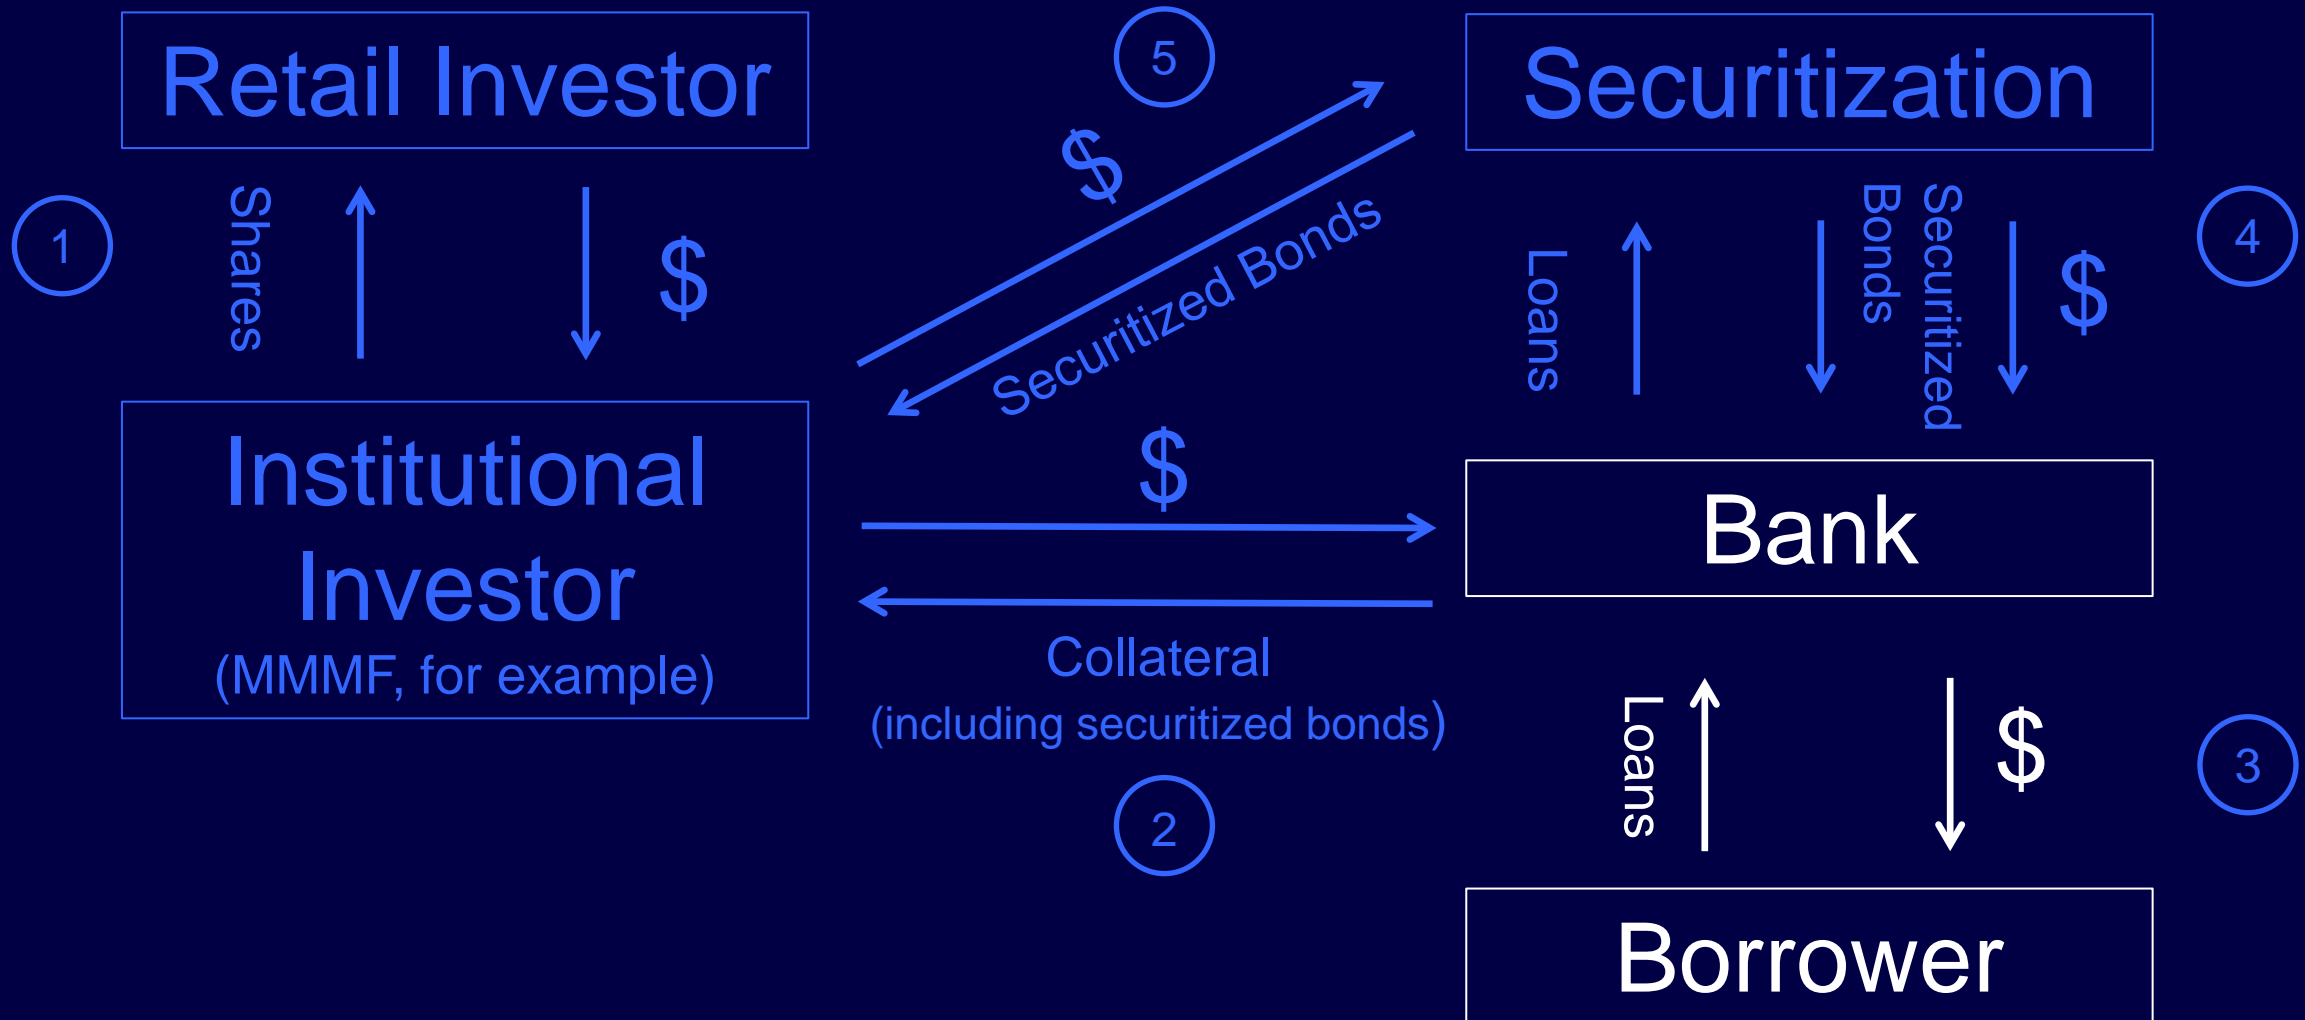 Retail Investor
5
Securitization
1
Shares
$
$
Securitized Bonds
Loans
Securitized
Bonds
$
4
Institutional
Investor
(MMMF, for example)
$
Collateral
(including securitized bonds)
2
Bank
Loans
$
3
Borrower